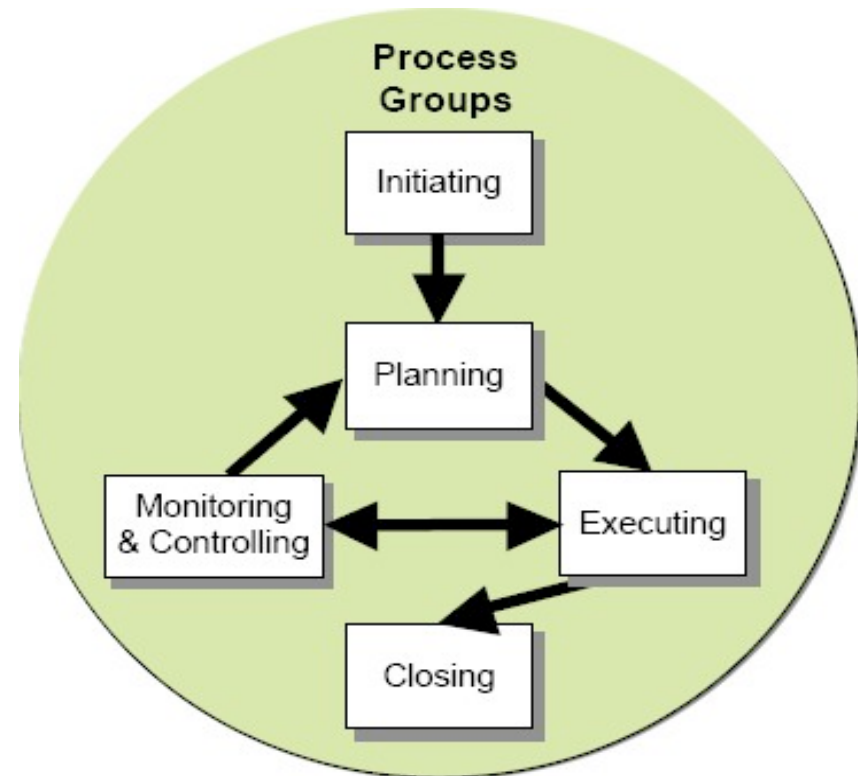 Process
Groups
Initiating
Planning
Monitoring
& Controlling
Executing
Closing